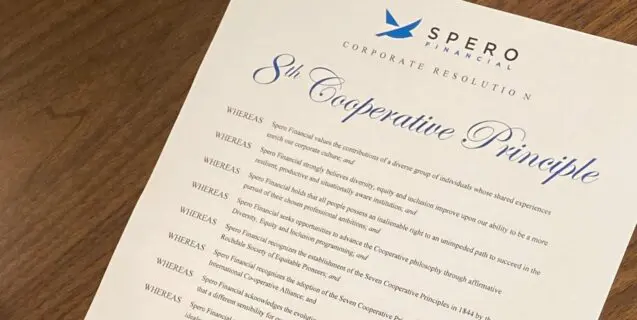 SPERO
FINANCIAL
CORPORATE RESOLUTION
8th Cooperative Principle
WHEREAS Spero Financial values the contributions of a diverse group of individuals whose shared experiences
enrich our corporate culture; and
WHEREAS Spero Financial strongly believes diversity, equity and inclusion improve upon our ability to be a more
resilient, productive and situationally aware institution; and
WHEREAS Spero Financial holds that all people possess an inalienable right to an unimpeded path to succeed in the
pursuit of their chosen professional ambitions; and
WHEREAS Spero Financial seeks opportunities to advance the Cooperative philosophy through affirmative
Diversity, Equity and Inclusion programming; and
WHEREAS Spero Financial recognizes the establishment of the Seven Cooperative Principles in 1844 by the
Rochdale Society of Equitable Pioneers; and
WHEREAS Spero Financial recognizes the adoption of the Seven Cooperative
International Co-operative Alliance; and
WHEREAS Spero Financial acknowledges the
that a different sensibility for
WHEREAS Spero